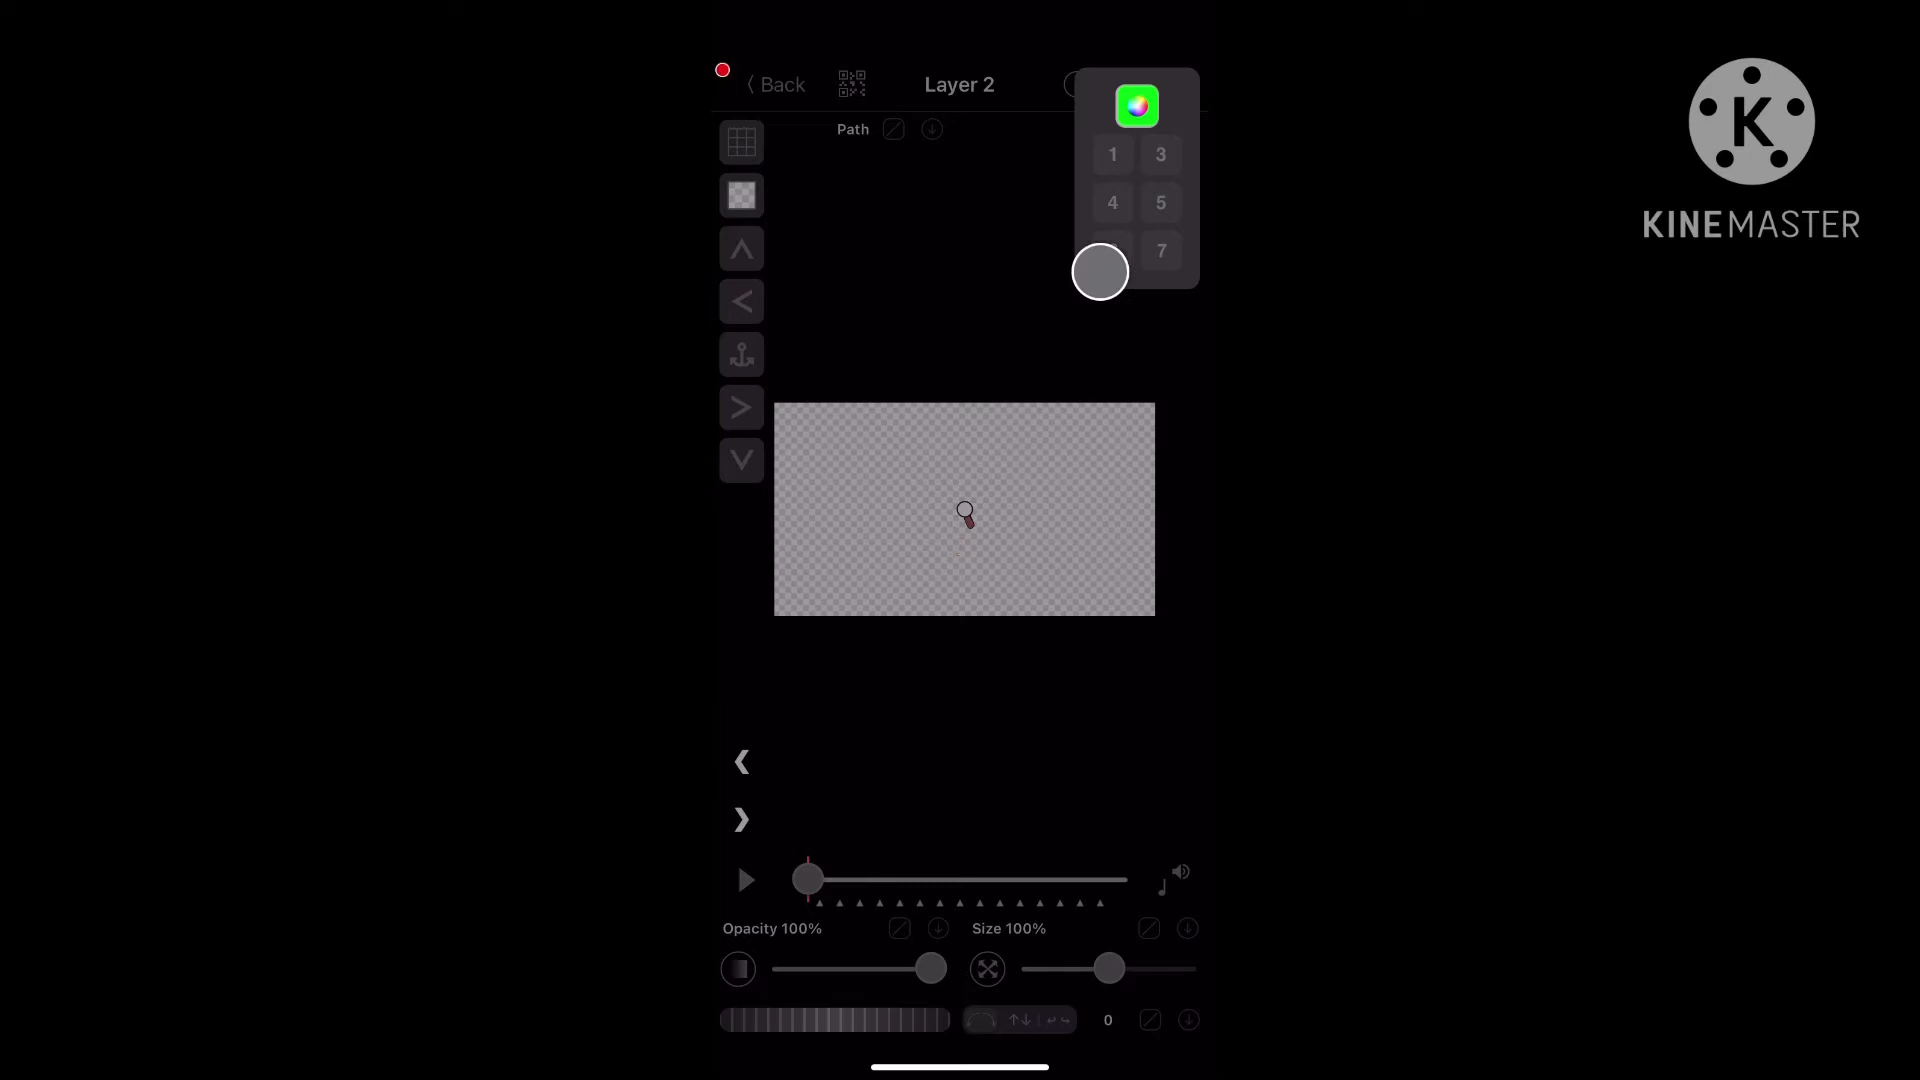 Back
Layer 2
Path
1 3
4 5
7
Opacity 100%
Size 100%
0
K
KINEMASTER